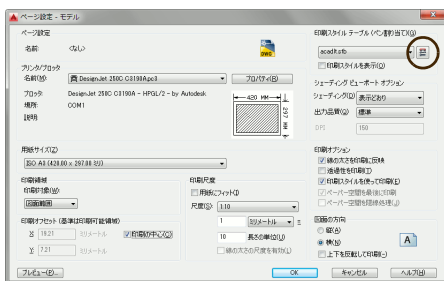 ページ設定 - モデル
ページ設定
名前: <なし>
DWG
プリンタ/プロッタ
名前(M): DesignJet 250C C3190A.pc3
プロパティ(R)
プロッタ: DesignJet 250C C3190A - HPGL/2 - by Autodesk
場所: COM1
説明:
420 MM
297 MM
用紙サイズ(Z)
ISO A3 (420.00 x 297.00 ミリ)
印刷領域
印刷対象(W):
図面範囲
印刷オフセット (基準は印刷可能領域)
X: 19.21 ミリメートル 印刷の中心(C)
Y: 7.21 ミリメートル
印刷尺度
用紙にフィット(I)
尺度(S): 1:10
1 ミリメートル =
10 長さの単位(U)
線の太さの尺度を有効(L)
印刷スタイル テーブル (ペン割り当て)(G)
acadlt.stb
印刷スタイルを表示(D)
シェーディング ビューポート オプション
シェーディング(D) 表示どおり
出力品質(Q) 標準
DPI 150
印刷オプション
線の太さを印刷に反映
透過性を印刷(T)
印刷スタイルを使って印刷(E)
ペーパー空間を最後に印刷
ペーパー空間を隠線処理(J)
図面の方向
縦(A)
横(N)
上下を反転して印刷(-)
A
プレビュー(P)...
OK
キャンセル
ヘルプ(H)